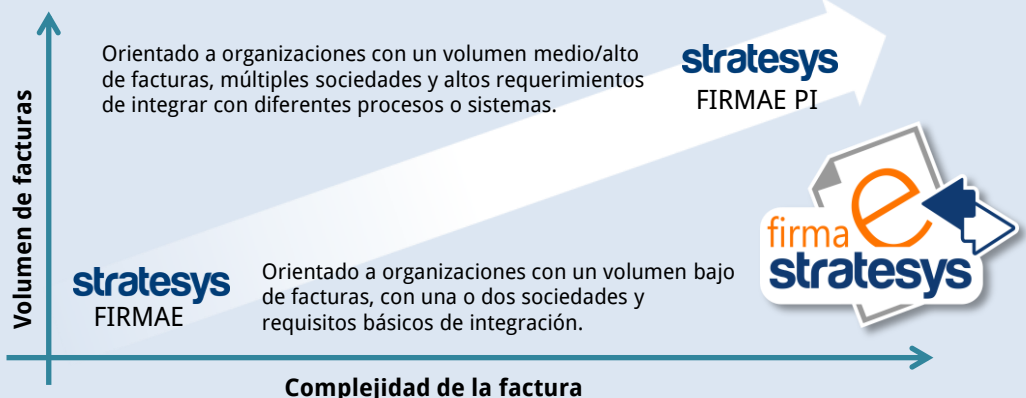 Orientado a organizaciones con un volumen medio/alto
de facturas, múltiples sociedades y altos requerimientos
de integrar con diferentes procesos o sistemas.
stratesys
FIRMAE PI
Volumen de facturas
stratesys
FIRMAE
Orientado a organizaciones con un volumen bajo
de facturas, con una o dos sociedades y
requisitos básicos de integración.
e
firma
stratesys
Complejidad de la factura